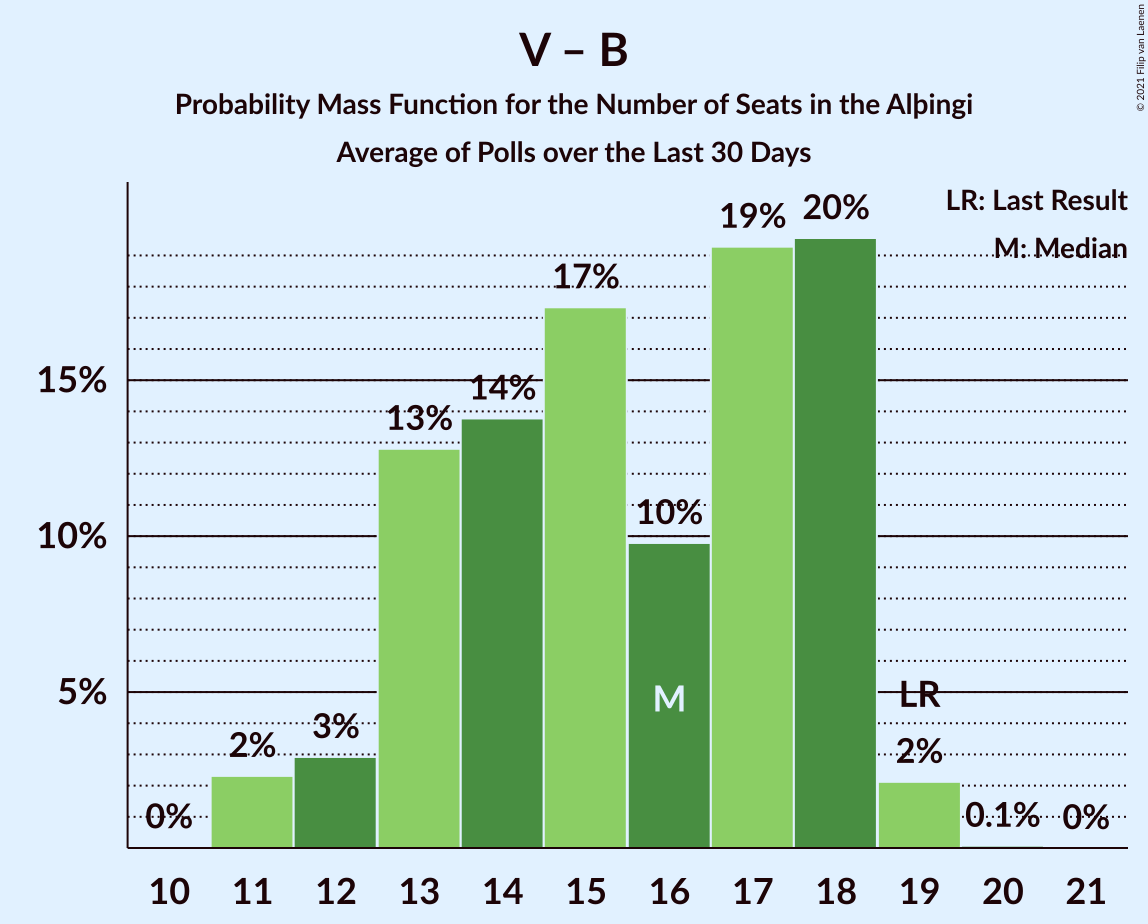 V – B
Probability Mass Function for the Number of Seats in the Alþingi
Average of Polls over the Last 30 Days
© 2021 Filip van Laenen
LR: Last Result
M: Median
15%
10%
5%
0%
2%
3%
13%
14%
17%
10%
M
19%
20%
LR
2%
0.1%
0%
10 11 12 13 14 15 16 17 18 19 20 21